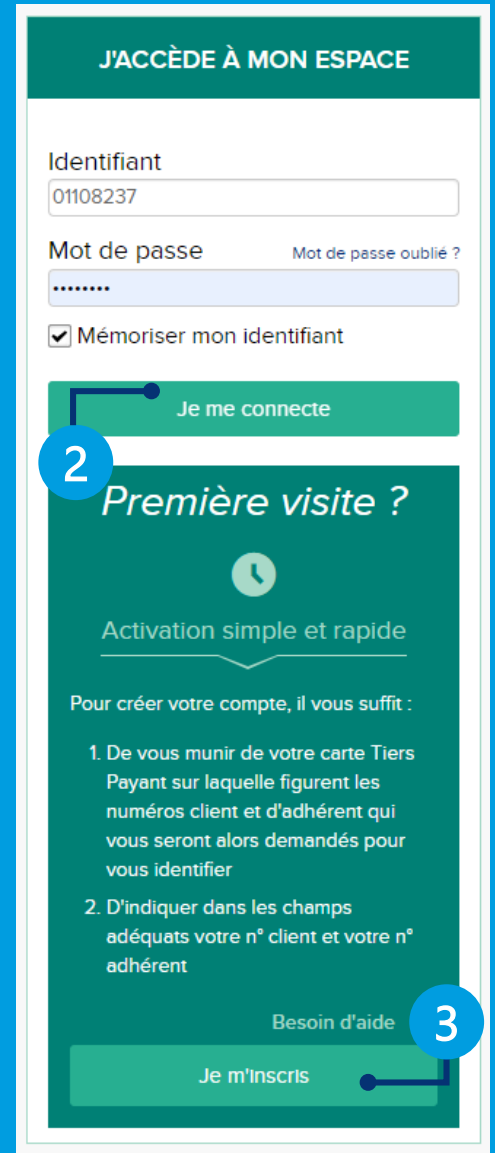 J'ACCÈDE À MON ESPACE
Identifiant
01108237
Mot de passe
Mot de passe oublié ?
••••••••
Mémoriser mon identifiant
Je me connecte
2
Première visite ?
Activation simple et rapide
Pour créer votre compte, il vous suffit :
1. De vous munir de votre carte Tiers
Payant sur laquelle figurent les
numéros client et d'adhérent qui
vous seront alors demandés pour
vous identifier
2. D'indiquer dans les champs
adéquats votre n° client et votre n°
adhérent
Besoin d'aide
3
Je m'inscris